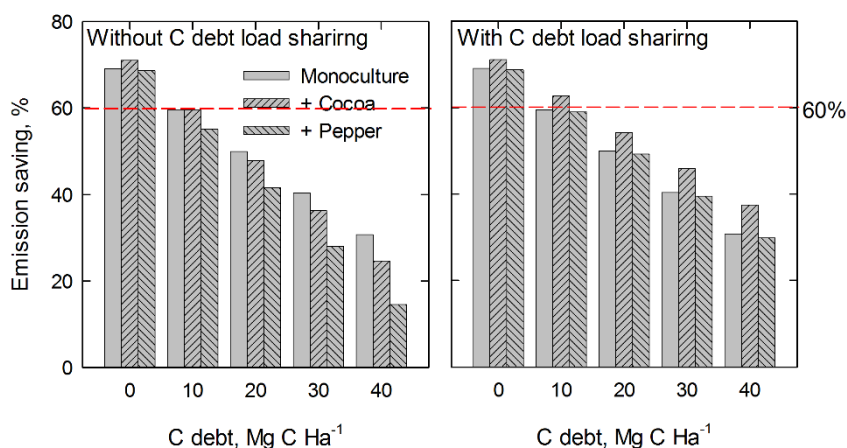 Without C debt load sharirng
With C debt load sharirng
Monoculture
+ Cocoa
+ Pepper
Emission saving, %
80
60
40
20
0
60%
0 10 20 30 40
0 10 20 30 40
C debt, Mg C Ha⁻¹
C debt, Mg C Ha⁻¹